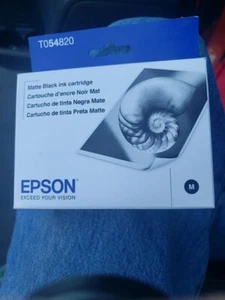 T054820
Matte Black ink cartridge
Cartouche d'encre Noir Mat
Cartucho de tinta Negra Mate
Cartucho de tinta Preta Matte
EPSON
EXCEED YOUR VISION
M